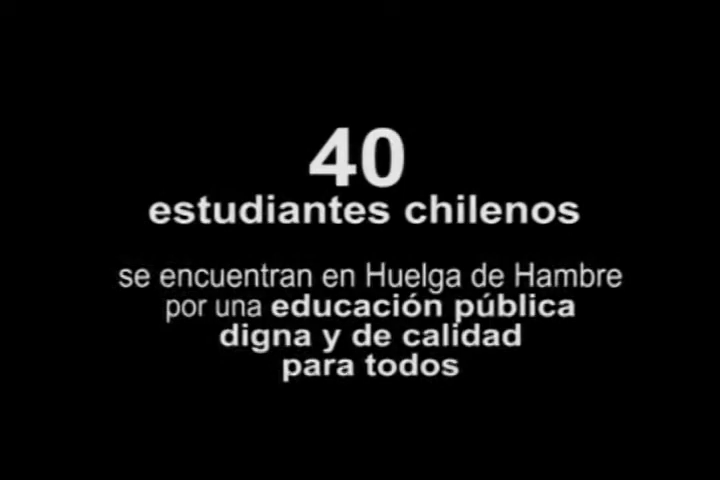 40
estudiantes chilenos
se encuentran en Huelga de Hambre
por una educación pública
digna y de calidad
para todos